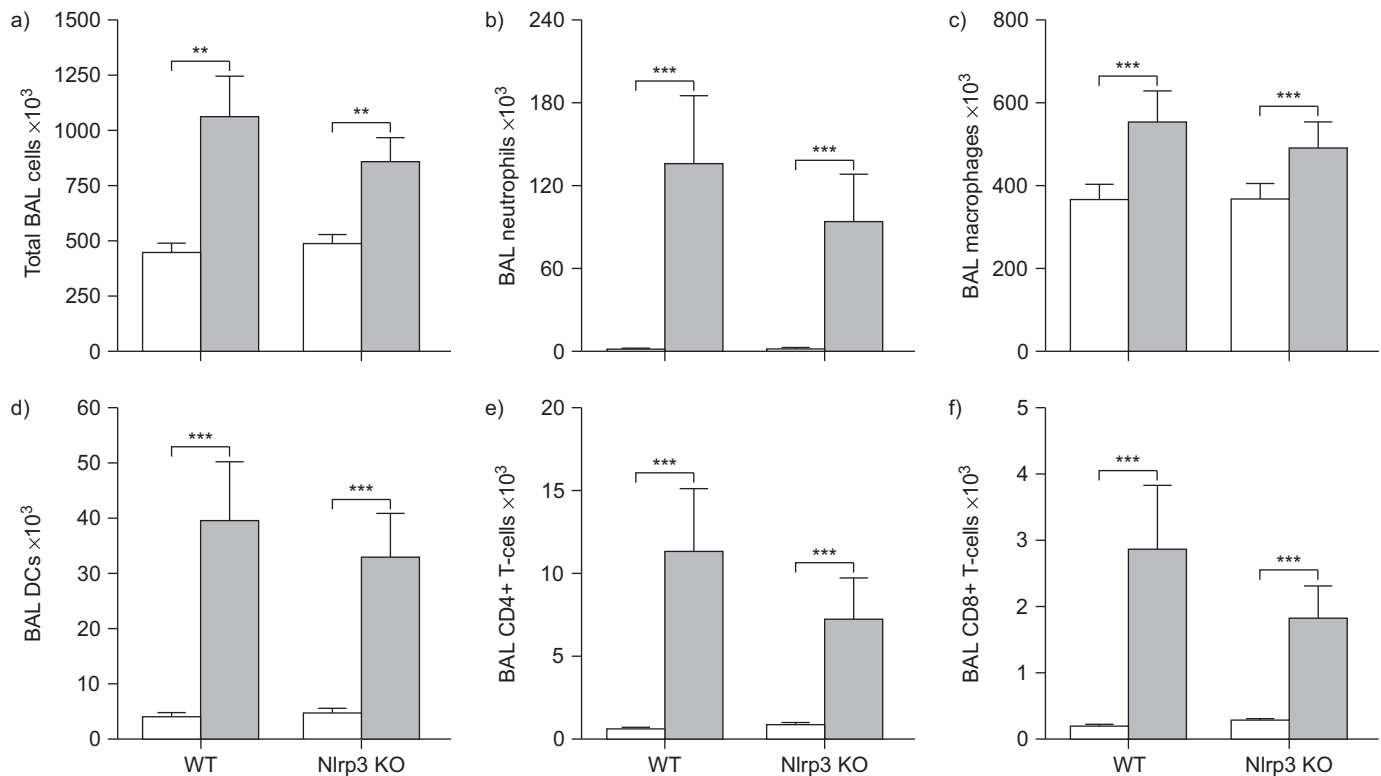 a)
Total BAL cells ×10³
1500
1250
1000
750
500
250
0
**
**
b)
BAL neutrophils ×10³
240
180
120
60
0
***
***
c)
BAL macrophages ×10³
800
600
400
200
0
***
***
d)
BAL DCs ×10³
60
50
40
30
20
10
0
***
***
WT
Nlrp3 KO
e)
BAL CD4+ T-cells ×10³
20
15
10
5
0
***
***
WT
Nlrp3 KO
f)
BAL CD8+ T-cells ×10³
5
4
3
2
1
0
***
***
WT
Nlrp3 KO